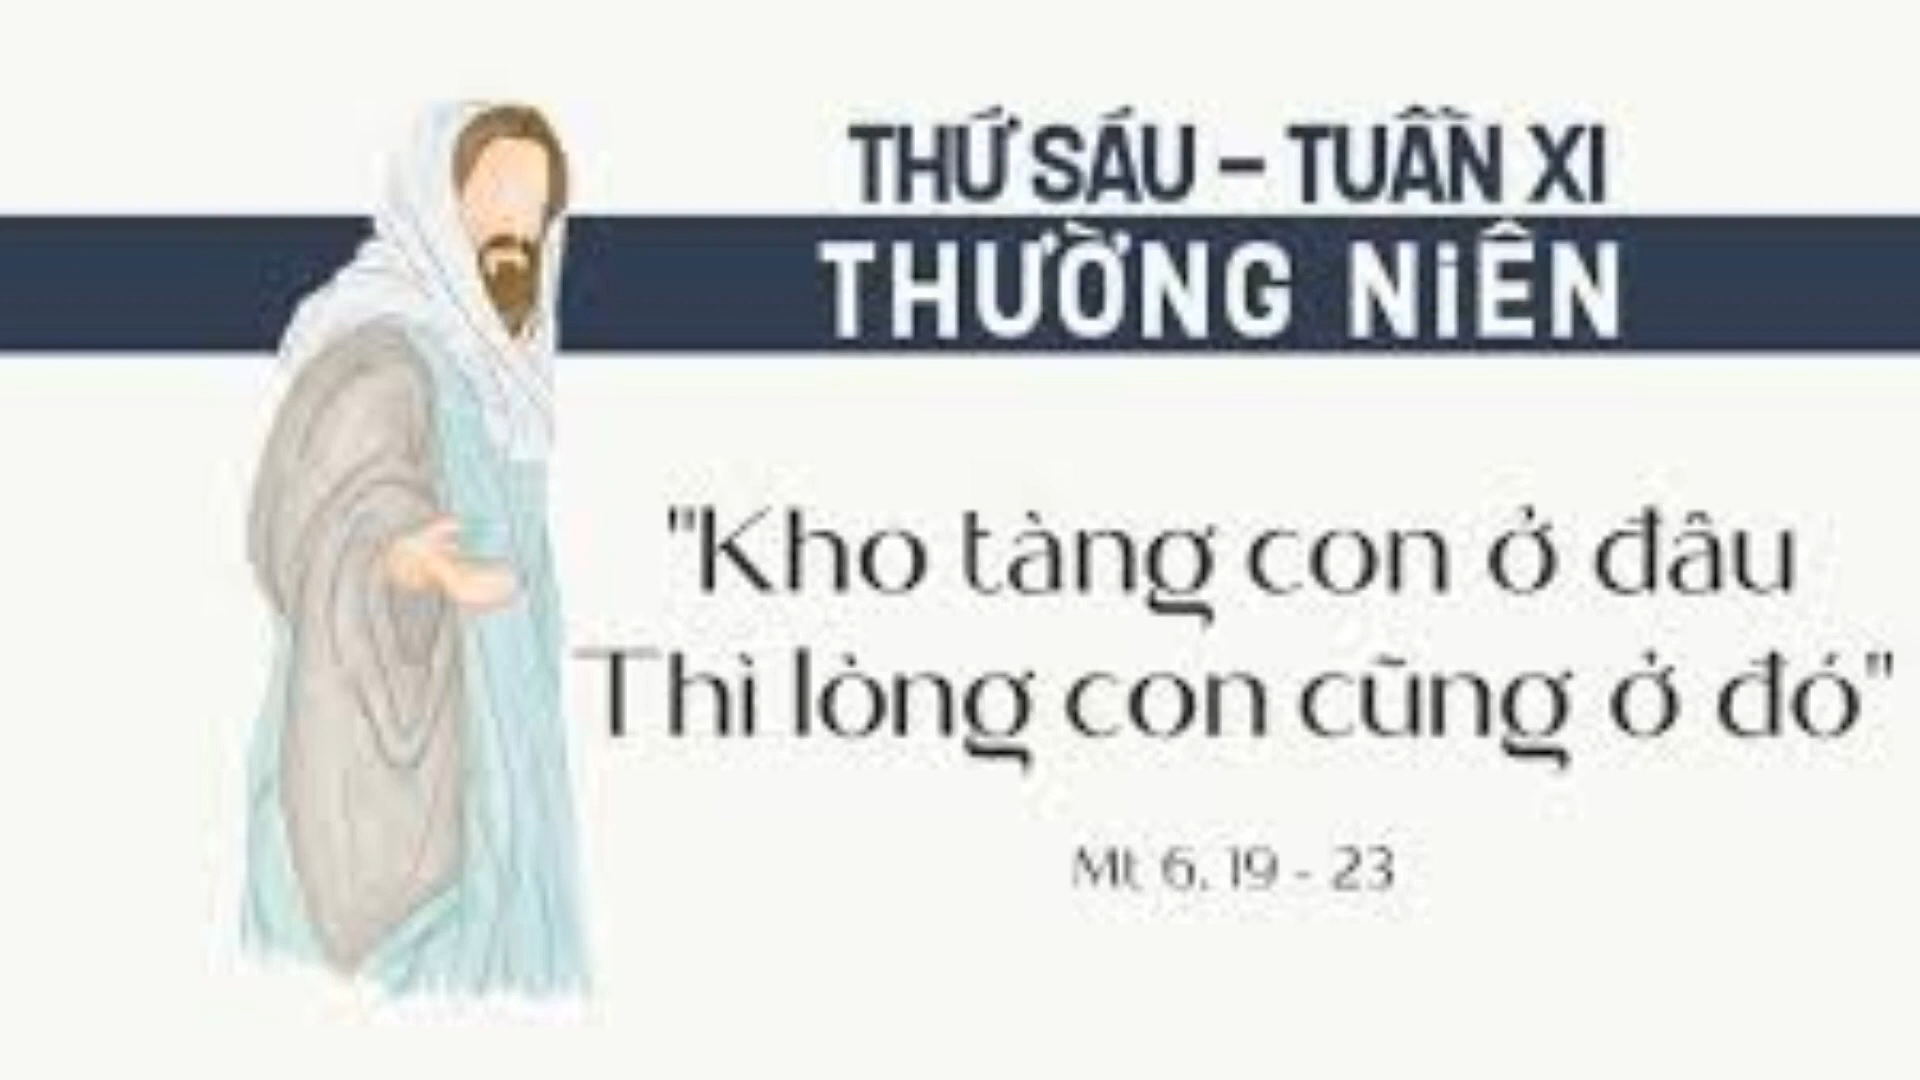 THỨ SÁU – TUẦN XI
THƯỜNG NiÊN
"Kho tàng con ở đâu
Thì lòng con cũng ở đó"
Mt 6, 19 - 23